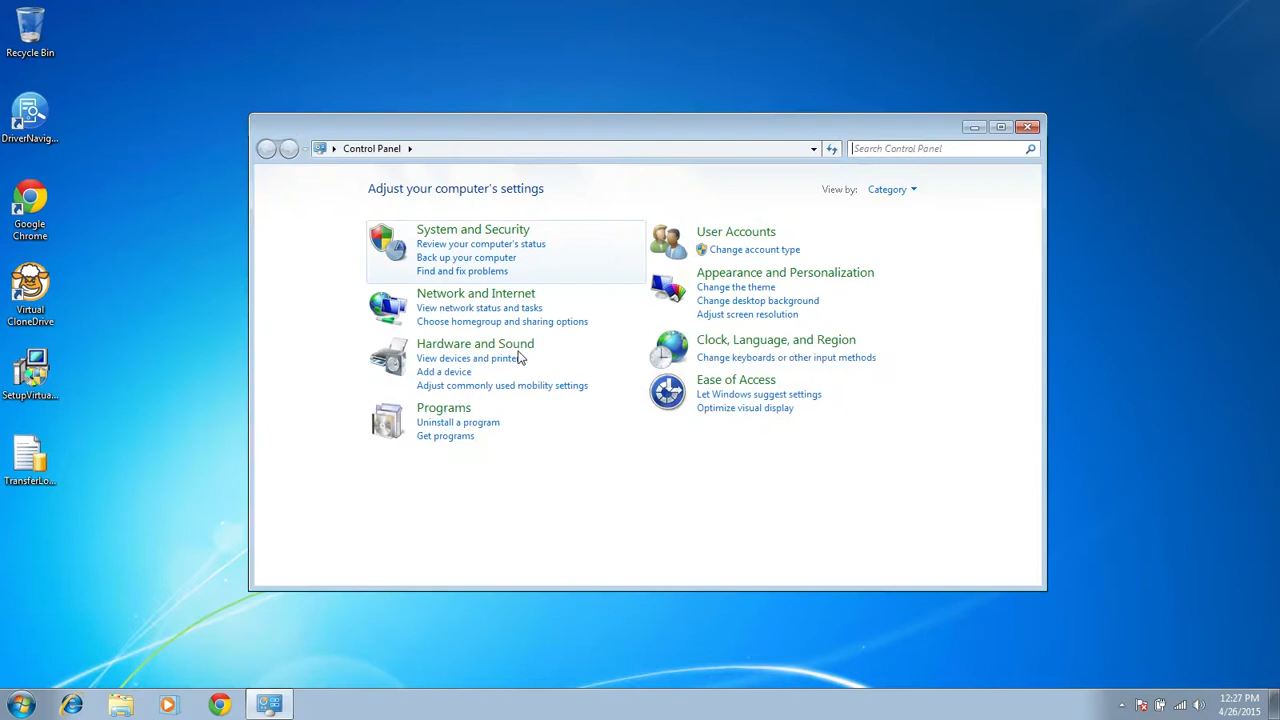 Recycle Bin
DriverNavig...
Google
Chrome
Virtual
CloneDrive
SetupVirtua...
TransferLo...
Control Panel
Search Control Panel
Adjust your computer's settings
View by: Category
System and Security
Review your computer's status
Back up your computer
Find and fix problems
Network and Internet
View network status and tasks
Choose homegroup and sharing options
Hardware and Sound
View devices and printers
Add a device
Adjust commonly used mobility settings
Programs
Uninstall a program
Get programs
User Accounts
Change account type
Appearance and Personalization
Change the theme
Change desktop background
Adjust screen resolution
Clock, Language, and Region
Change keyboards or other input methods
Ease of Access
Let Windows suggest settings
Optimize visual display
12:27 PM
4/26/2015